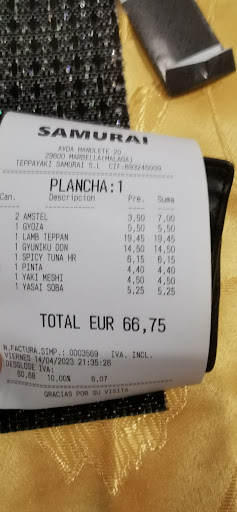 SAMURAI
AVDA MANOLETE 20
29600 MARBELLA(MALAGA)
TEPPAYAKI SAMURAI S.L CIF:B93245999
PLANCHA:1
Can. Descripcion Pre. Suma
2 AMSTEL 3,50 7,00
1 GYOZA 5,50 5,50
1 LAMB TEPPAN 19,45 19,45
1 GYUNIKU DON 14,50 14,50
1 SPICY TUNA HR 6,15 6,15
1 PINTA 4,40 4,40
1 YAKI MESHI 4,50 4,50
1 YASAI SOBA 5,25 5,25
TOTAL EUR 66,75
N.FACTURA.SIMP.: 0003569 IVA. INCL.
VIERNES 14/04/2023 21:35:26
DESGLOSE IVA:
60,68 10,00% 6,07
GRACIAS POR SU VISITA